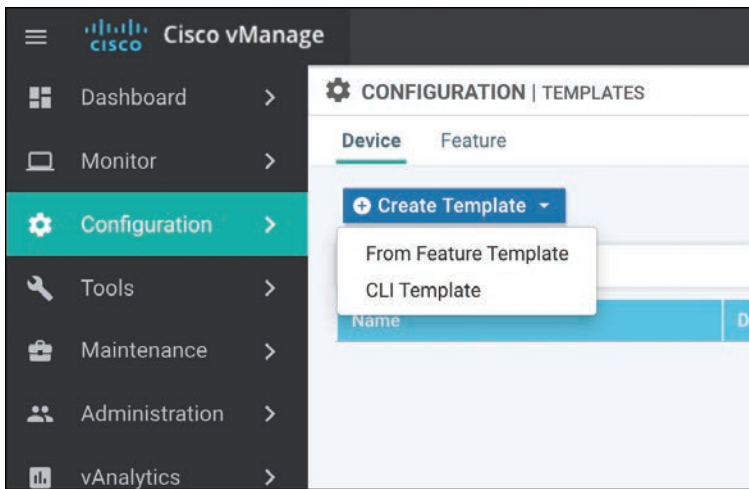 CISCO Cisco vManage
Dashboard
Monitor
Configuration
Tools
Maintenance
Administration
vAnalytics
CONFIGURATION | TEMPLATES
Device Feature
Create Template
From Feature Template
CLI Template
Name D